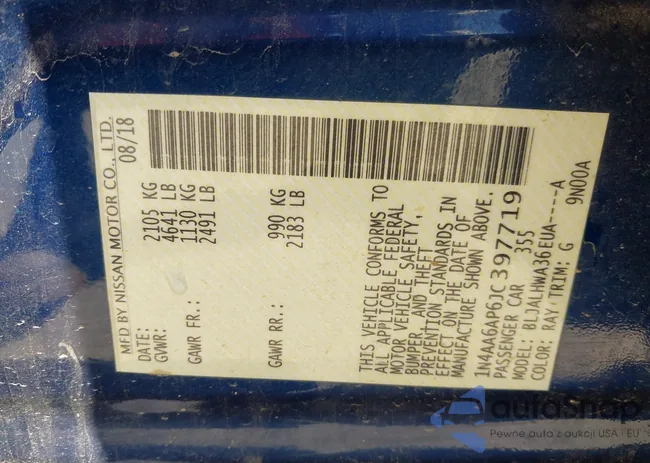 MFD BY NISSAN MOTOR CO., LTD.
DATE: 08/18
GVWR: 2105 KG
4641 LB
GAWR FR.: 1130 KG
2491 LB
GAWR RR.: 990 KG
2183 LB
THIS VEHICLE CONFORMS TO
ALL APPLICABLE FEDERAL
MOTOR VEHICLE SAFETY,
BUMPER, AND THEFT
PREVENTION STANDARDS IN
EFFECT ON THE DATE OF
MANUFACTURE SHOWN ABOVE.
1N4AA6AP6JC397719
PASSENGER CAR 355
MODEL: BLJALHWA36EUA----A
COLOR: RAY/TRIM: G 9N00A
autasnap
Pewne auta z aukcji USA i EU